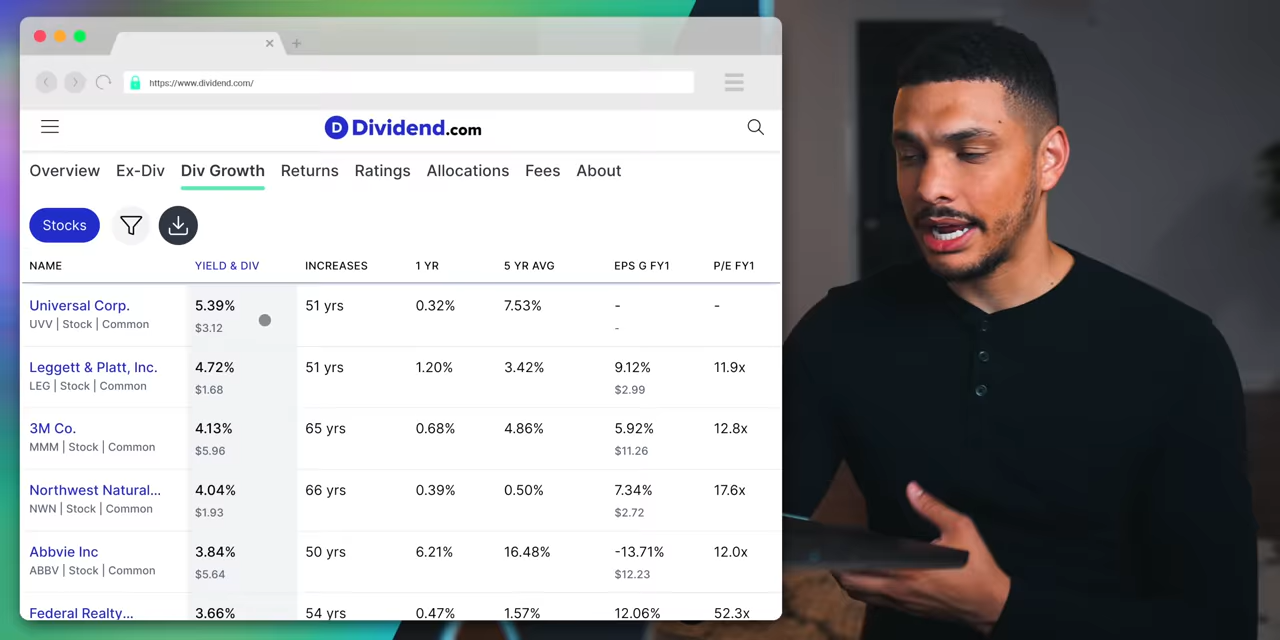 https://www.dividend.com/
D Dividend.com
Overview Ex-Div Div Growth Returns Ratings Allocations Fees About
Stocks
NAME YIELD & DIV INCREASES 1 YR 5 YR AVG EPS G FY1 P/E FY1
Universal Corp. 5.39% 51 yrs 0.32% 7.53% - -
UVV | Stock | Common $3.12 -
Leggett & Platt, Inc. 4.72% 51 yrs 1.20% 3.42% 9.12% 11.9x
LEG | Stock | Common $1.68 $2.99
3M Co. 4.13% 65 yrs 0.68% 4.86% 5.92% 12.8x
MMM | Stock | Common $5.96 $11.26
Northwest Natural... 4.04% 66 yrs 0.39% 0.50% 7.34% 17.6x
NWN | Stock | Common $1.93 $2.72
Abbvie Inc 3.84% 50 yrs 6.21% 16.48% -13.71% 12.0x
ABBV | Stock | Common $5.64 $12.23
Federal Realty... 3.66% 54 yrs 0.47% 1.57% 12.06% 52.3x